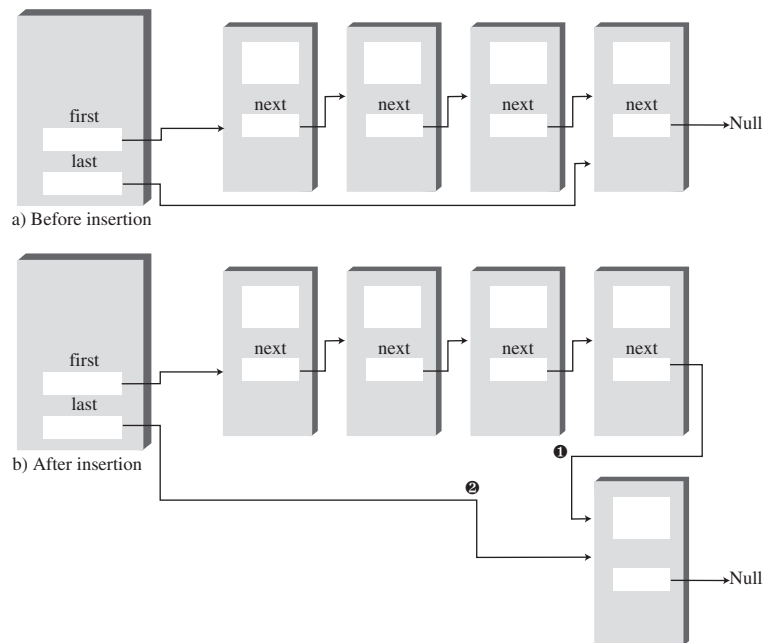 next next next next
first
Null
last
a) Before insertion
first next next next next
last
b) After insertion
❶
❷
Null